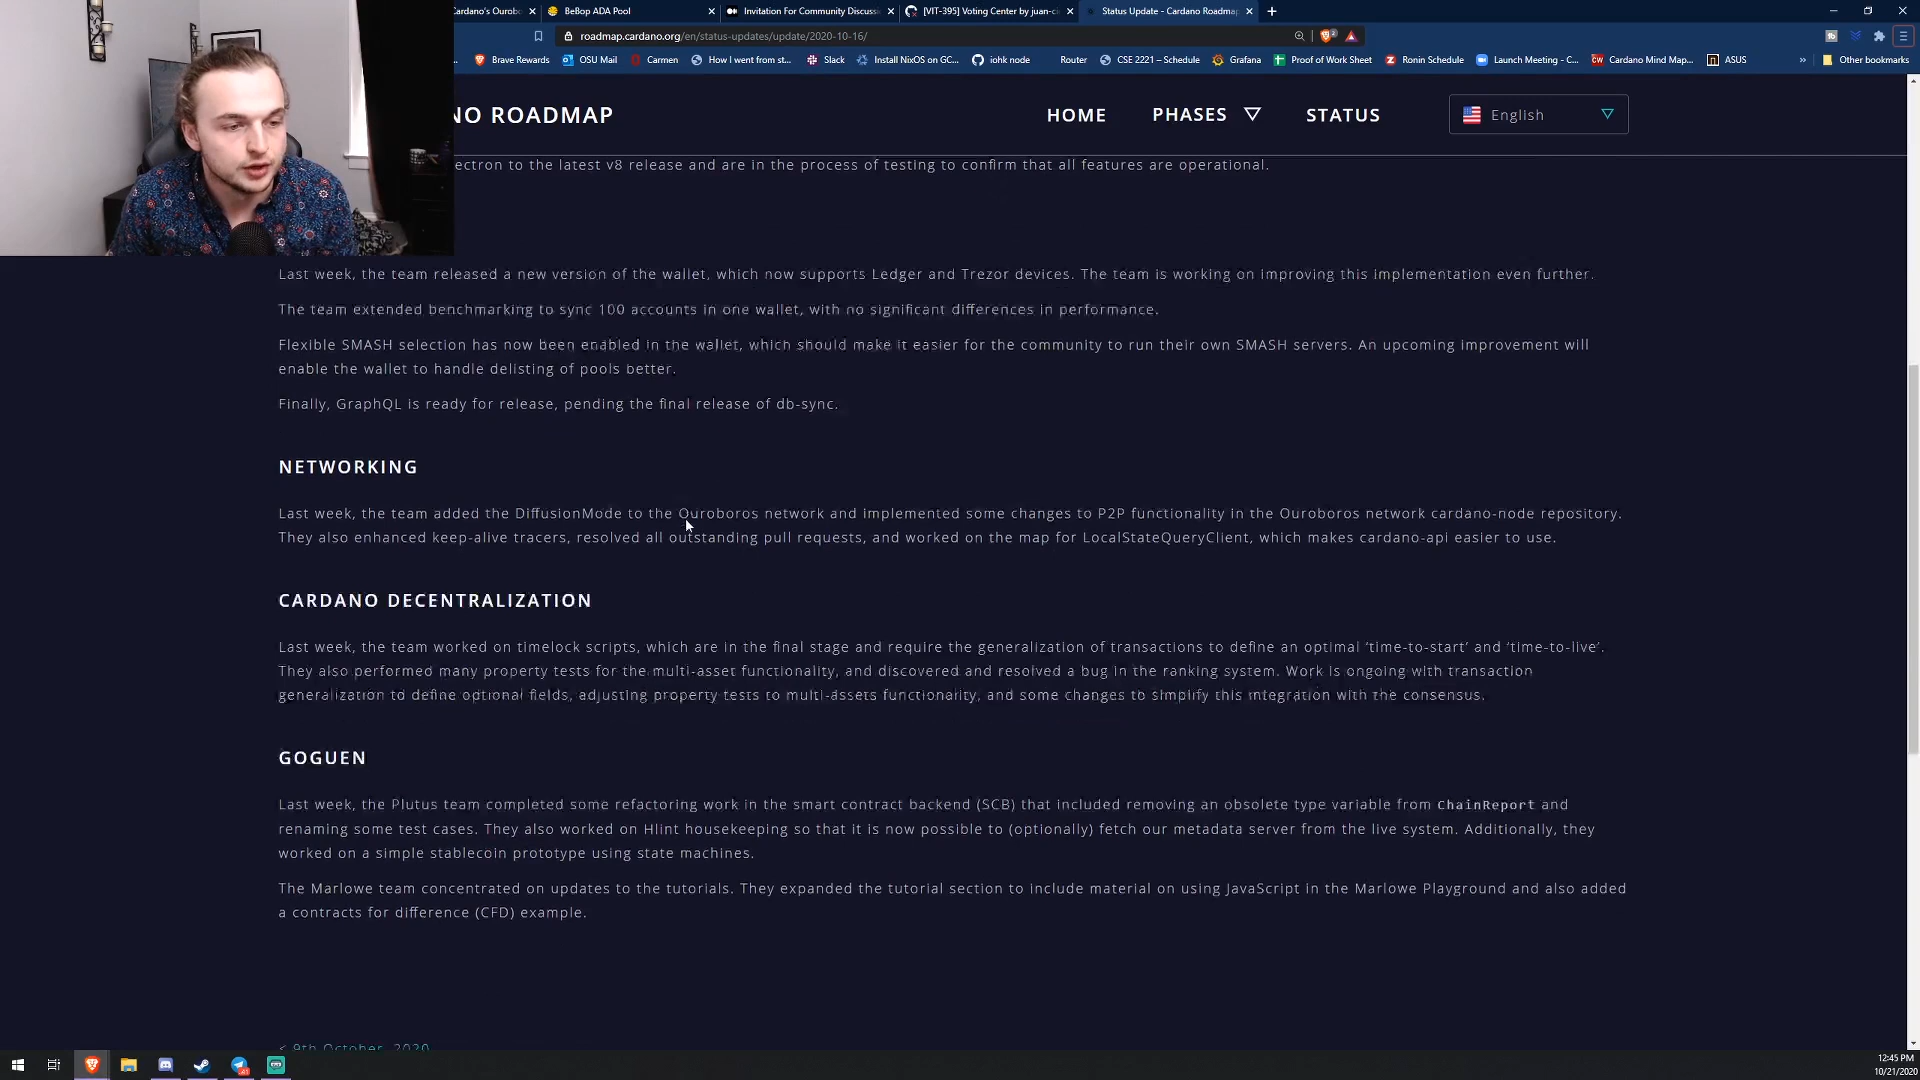 Cardano's Ourob
BeBop ADA Pool
Invitation For Community Discuss
[VIT-395] Voting Center by juan-ci
Status Update - Cardano Roadmap
roadmap.cardano.org/en/status-updates/update/2020-10-16/
Brave Rewards
OSU Mail
Carmen
How I went from st...
Slack
Install NixOS on GC...
iohk node
Router
CSE 2221 – Schedule
Grafana
Proof of Work Sheet
Ronin Schedule
Launch Meeting - C...
Cardano Mind Map...
ASUS
Other bookmarks
NO ROADMAP
HOME
PHASES
STATUS
English
ectron to the latest v8 release and are in the process of testing to confirm that all features are operational.
Last week, the team released a new version of the wallet, which now supports Ledger and Trezor devices. The team is working on improving this implementation even further.
The team extended benchmarking to sync 100 accounts in one wallet, with no significant differences in performance.
Flexible SMASH selection has now been enabled in the wallet, which should make it easier for the community to run their own SMASH servers. An upcoming improvement will
enable the wallet to handle delisting of pools better.
Finally, GraphQL is ready for release, pending the final release of db-sync.
NETWORKING
Last week, the team added the DiffusionMode to the Ouroboros network and implemented some changes to P2P functionality in the Ouroboros network cardano-node repository.
They also enhanced keep-alive tracers, resolved all outstanding pull requests, and worked on the map for LocalStateQueryClient, which makes cardano-api easier to use.
CARDANO DECENTRALIZATION
Last week, the team worked on timelock scripts, which are in the final stage and require the generalization of transactions to define an optimal 'time-to-start' and 'time-to-live'.
They also performed many property tests for the multi-asset functionality, and discovered and resolved a bug in the ranking system. Work is ongoing with transaction
generalization to define optional fields, adjusting property tests to multi-assets functionality, and some changes to simplify this integration with the consensus.
GOGUEN
Last week, the Plutus team completed some refactoring work in the smart contract backend (SCB) that included removing an obsolete type variable from ChainReport and
renaming some test cases. They also worked on Hlint housekeeping so that it is now possible to (optionally) fetch our metadata server from the live system. Additionally, they
worked on a simple stablecoin prototype using state machines.
The Marlowe team concentrated on updates to the tutorials. They expanded the tutorial section to include material on using JavaScript in the Marlowe Playground and also added
a contracts for difference (CFD) example.
< 9th October, 2020
12:45 PM
10/21/2020